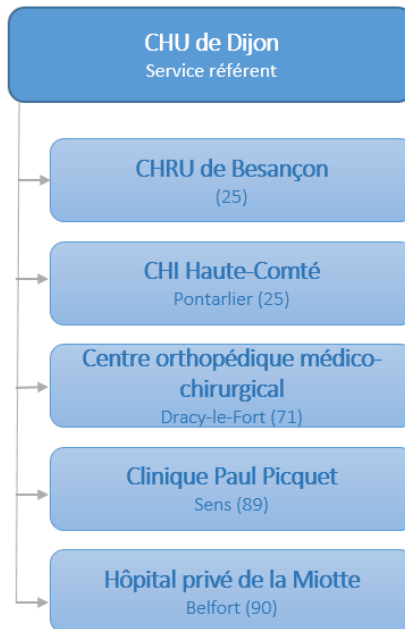 CHU de Dijon
Service référent
CHRU de Besançon
(25)
CHI Haute-Comté
Pontarlier (25)
Centre orthopédique médico-
chirurgical
Dracy-le-Fort (71)
Clinique Paul Picquet
Sens (89)
Hôpital privé de la Miotte
Belfort (90)